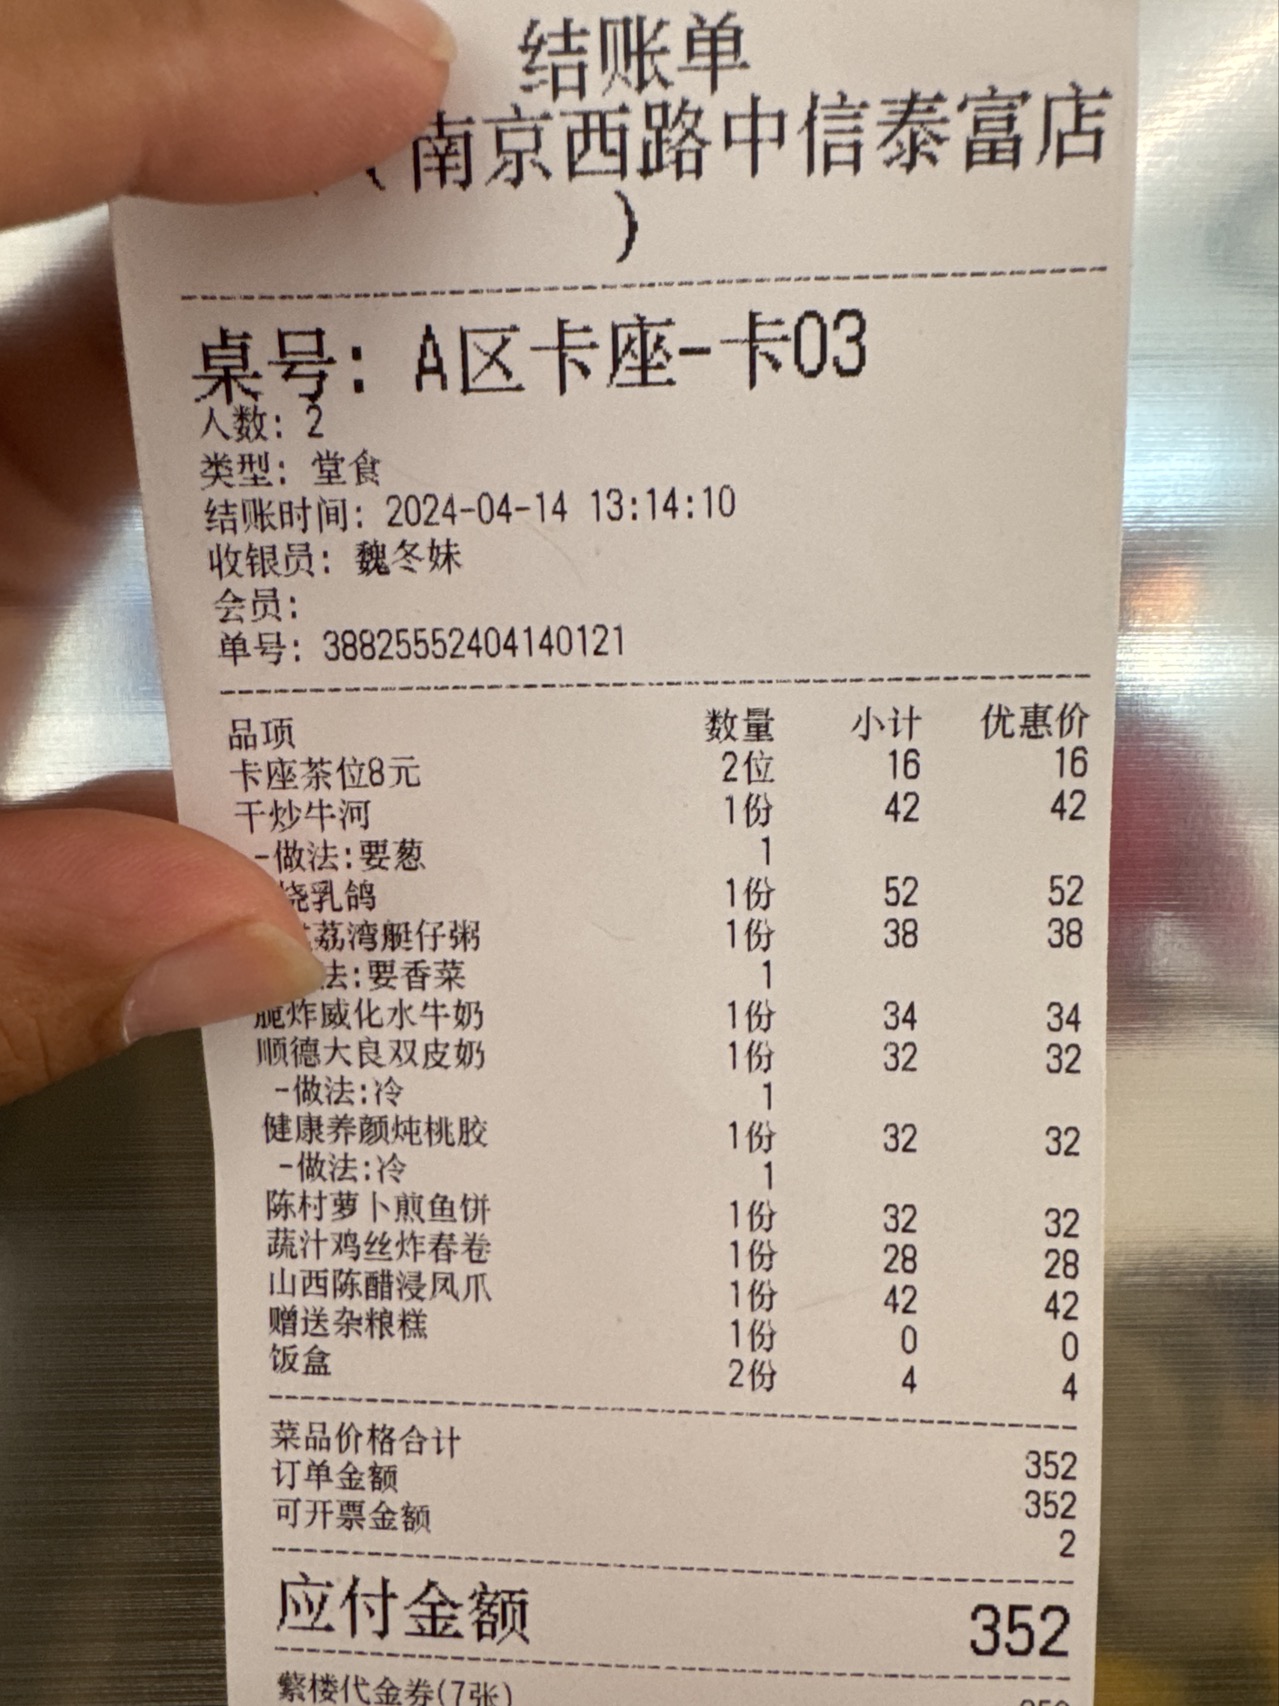 结账单
(南京西路中信泰富店
)
桌号: A区卡座-卡03
人数: 2
类型: 堂食
结账时间: 2024-04-14 13:14:10
收银员: 魏冬妹
会员:
单号: 38825552404140121
品项 数量 小计 优惠价
卡座茶位8元 2位 16 16
干炒牛河 1份 42 42
-做法:要葱 1
烧乳鸽 1份 52 52
荔湾艇仔粥 1份 38 38
法:要香菜 1
脆炸威化水牛奶 1份 34 34
顺德大良双皮奶 1份 32 32
-做法:冷 1
健康养颜炖桃胶 1份 32 32
-做法:冷 1
陈村萝卜煎鱼饼 1份 32 32
蔬汁鸡丝炸春卷 1份 28 28
山西陈醋浸凤爪 1份 42 42
赠送杂粮糕 1份 0 0
饭盒 2份 4 4
菜品价格合计 352
订单金额 352
可开票金额 2
应付金额 352
繁楼代金券(7张)